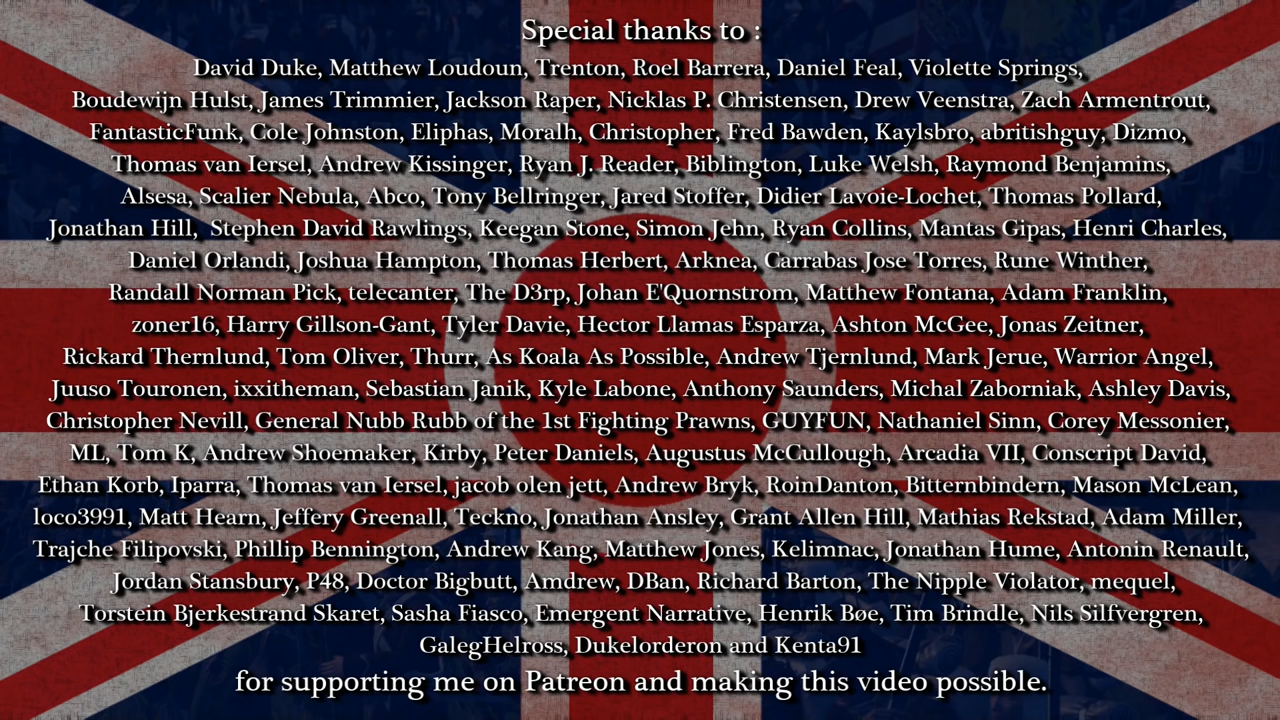 Special thanks to :
David Duke, Matthew Loudoun, Trenton, Roel Barrera, Daniel Feal, Violette Springs,
Boudewijn Hulst, James Trimmier, Jackson Raper, Nicklas P. Christensen, Drew Veenstra, Zach Armentrout,
FantasticFunk, Cole Johnston, Eliphas, Moralh, Christopher, Fred Bawden, Kaylsbro, abritishguy, Dizmo,
Thomas van Iersel, Andrew Kissinger, Ryan J. Reader, Biblington, Luke Welsh, Raymond Benjamins,
Alsesa, Scalier Nebula, Abco, Tony Bellringer, Jared Stoffer, Didier Lavoie-Lochet, Thomas Pollard,
Jonathan Hill,  Stephen David Rawlings, Keegan Stone, Simon Jehn, Ryan Collins, Mantas Gipas, Henri Charles,
Daniel Orlandi, Joshua Hampton, Thomas Herbert, Arknea, Carrabas Jose Torres, Rune Winther,
Randall Norman Pick, telecanter, The D3rp, Johan E'Quornstrom, Matthew Fontana, Adam Franklin,
zoner16, Harry Gillson-Gant, Tyler Davie, Hector Llamas Esparza, Ashton McGee, Jonas Zeitner,
Rickard Thernlund, Tom Oliver, Thurr, As Koala As Possible, Andrew Tjernlund, Mark Jerue, Warrior Angel,
Juuso Touronen, ixxitheman, Sebastian Janik, Kyle Labone, Anthony Saunders, Michal Zaborniak, Ashley Davis,
Christopher Nevill, General Nubb Rubb of the 1st Fighting Prawns, GUYFUN, Nathaniel Sinn, Corey Messonier,
ML, Tom K, Andrew Shoemaker, Kirby, Peter Daniels, Augustus McCullough, Arcadia VII, Conscript David,
Ethan Korb, Iparra, Thomas van Iersel, jacob olen jett, Andrew Bryk, RoinDanton, Bitternbindern, Mason McLean,
loco3991, Matt Hearn, Jeffery Greenall, Teckno, Jonathan Ansley, Grant Allen Hill, Mathias Rekstad, Adam Miller,
Trajche Filipovski, Phillip Bennington, Andrew Kang, Matthew Jones, Kelimnac, Jonathan Hume, Antonin Renault,
Jordan Stansbury, P48, Doctor Bigbutt, Amdrew, DBan, Richard Barton, The Nipple Violator, mequel,
Torstein Bjerkestrand Skaret, Sasha Fiasco, Emergent Narrative, Henrik Bøe, Tim Brindle, Nils Silfvergren,
GalegHelross, Dukelorderon and Kenta91
for supporting me on Patreon and making this video possible.